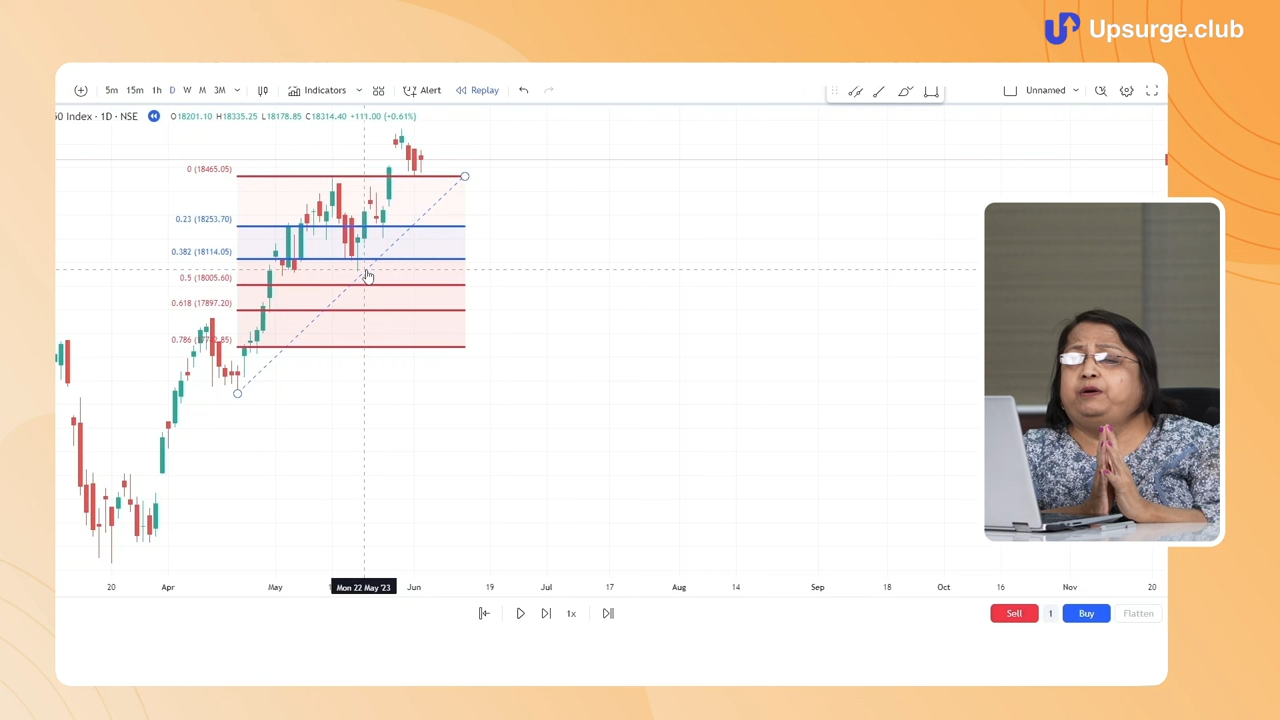 Upsurge.club
5m 15m 1h D W M 3M Indicators Alert Replay Unnamed
50 Index · 1D · NSE O18201.10 H18335.25 L18178.85 C18314.40 +111.00 (+0.61%)
0 (18465.05)
0.23 (18253.70)
0.382 (18114.05)
0.5 (18005.60)
0.618 (17897.20)
20 Apr May Mon 22 May '23 Jun 19 Jul 17 Aug 14 Sep 18 Oct 16 Nov 20
1x
Sell 1 Buy Flatten